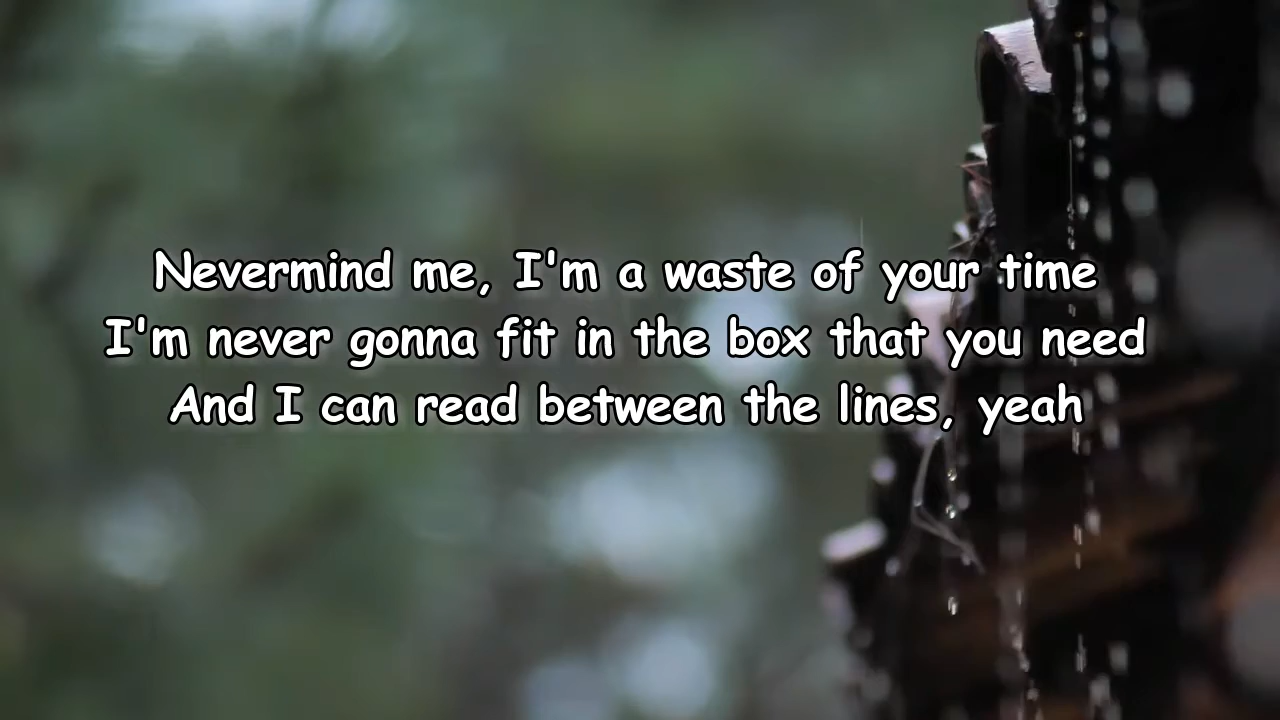 Nevermind me, I'm a waste of your time
I'm never gonna fit in the box that you need
And I can read between the lines, yeah